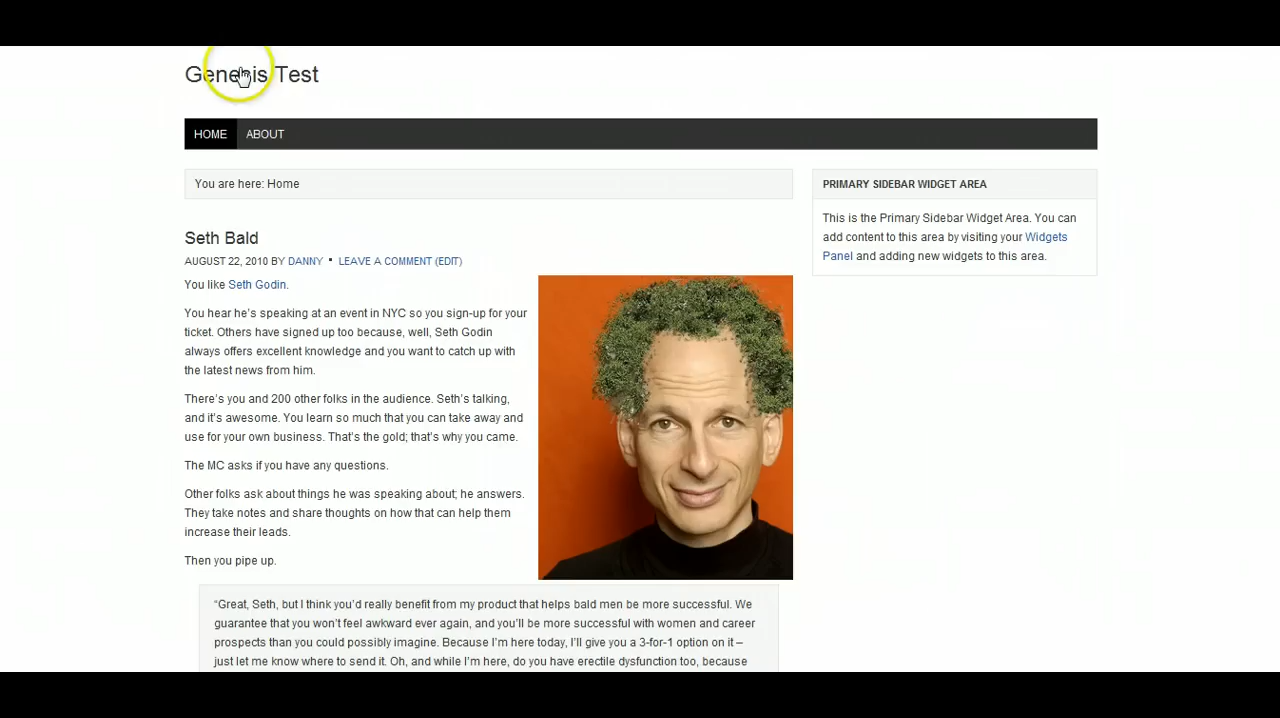 Genesis Test
HOME ABOUT
You are here: Home
Seth Bald
AUGUST 22, 2010 BY DANNY • LEAVE A COMMENT (EDIT)
You like Seth Godin.
You hear he's speaking at an event in NYC so you sign-up for your
ticket. Others have signed up too because, well, Seth Godin
always offers excellent knowledge and you want to catch up with
the latest news from him.
There's you and 200 other folks in the audience. Seth's talking,
and it's awesome. You learn so much that you can take away and
use for your own business. That's the gold; that's why you came.
The MC asks if you have any questions.
Other folks ask about things he was speaking about; he answers.
They take notes and share thoughts on how that can help them
increase their leads.
Then you pipe up.
“Great, Seth, but I think you'd really benefit from my product that helps bald men be more successful. We
guarantee that you won't feel awkward ever again, and you'll be more successful with women and career
prospects than you could possibly imagine. Because I'm here today, I'll give you a 3-for-1 option on it –
just let me know where to send it. Oh, and while I'm here, do you have erectile dysfunction too, because
PRIMARY SIDEBAR WIDGET AREA
This is the Primary Sidebar Widget Area. You can
add content to this area by visiting your Widgets
Panel and adding new widgets to this area.